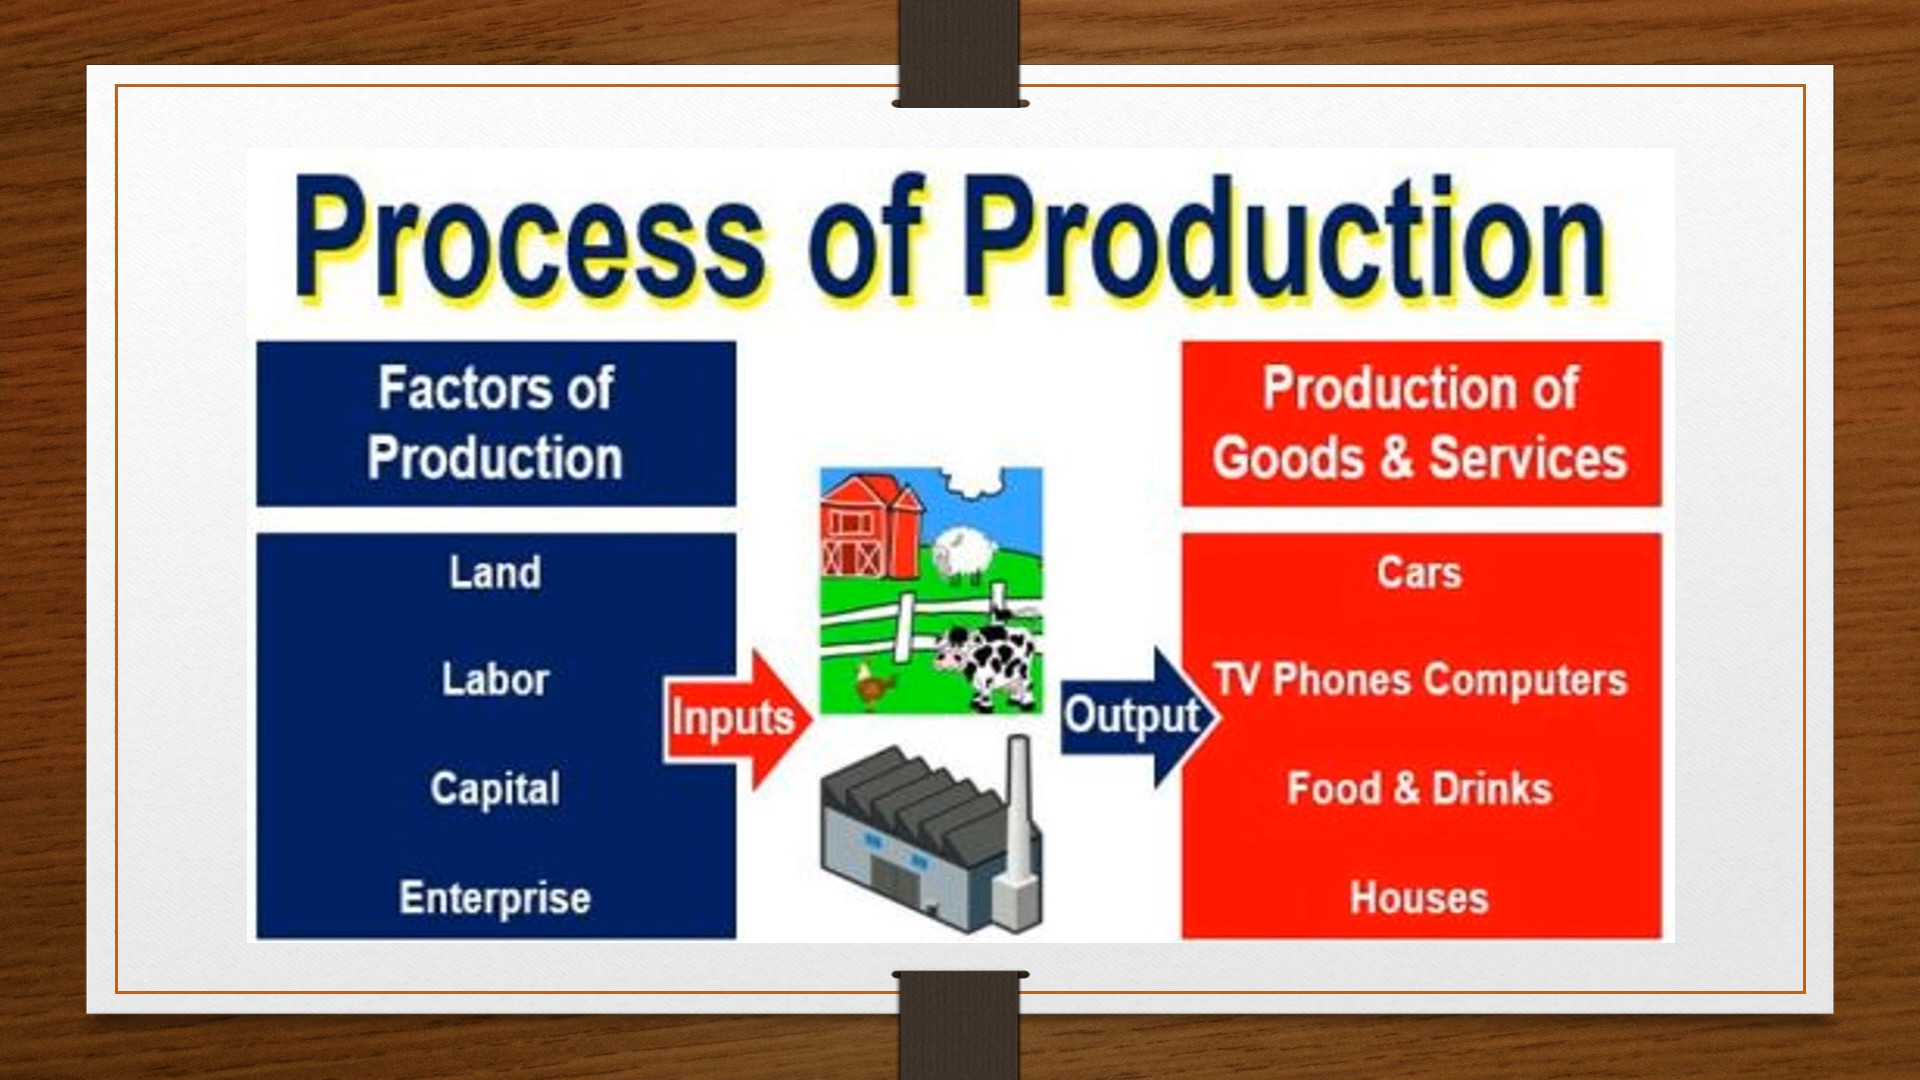 Process of Production
Factors of
Production
Land
Labor
Capital
Enterprise
Inputs
Output
Production of
Goods & Services
Cars
TV Phones Computers
Food & Drinks
Houses